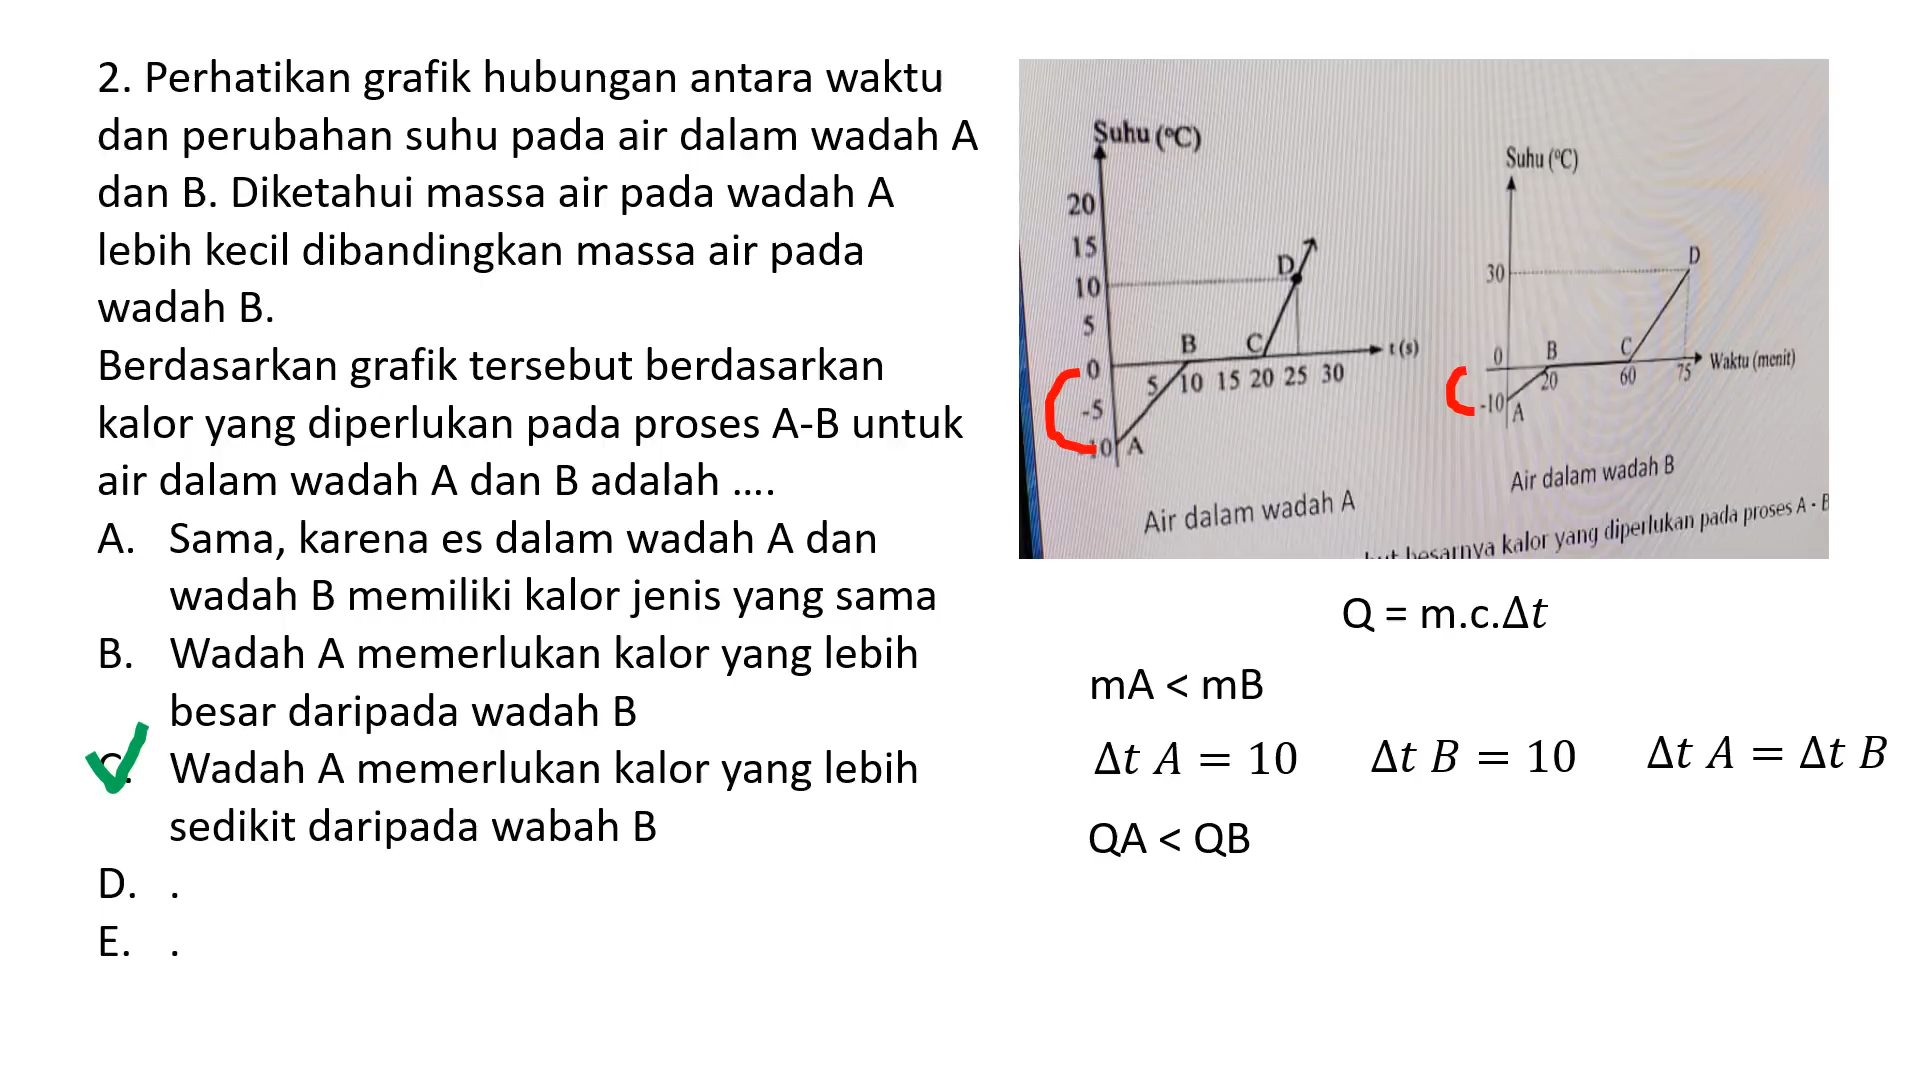 2. Perhatikan grafik hubungan antara waktu
dan perubahan suhu pada air dalam wadah A
dan B. Diketahui massa air pada wadah A
lebih kecil dibandingkan massa air pada
wadah B.
Berdasarkan grafik tersebut berdasarkan
kalor yang diperlukan pada proses A-B untuk
air dalam wadah A dan B adalah ....
A. Sama, karena es dalam wadah A dan
wadah B memiliki kalor jenis yang sama
B. Wadah A memerlukan kalor yang lebih
besar daripada wadah B
C. Wadah A memerlukan kalor yang lebih
sedikit daripada wabah B
D. .
E. .
Suhu (°C)
20
15
10
5
0
-5
-10
A
B
C
D
5 10 15 20 25 30
t (s)
Air dalam wadah A
Suhu (°C)
30
0
-10
A
B
C
D
20 60 75
Waktu (menit)
Air dalam wadah B
besarnya kalor yang diperlukan pada proses A - B
Q = m.c.Δt
mA < mB
Δt A = 10 Δt B = 10 Δt A = Δt B
QA < QB